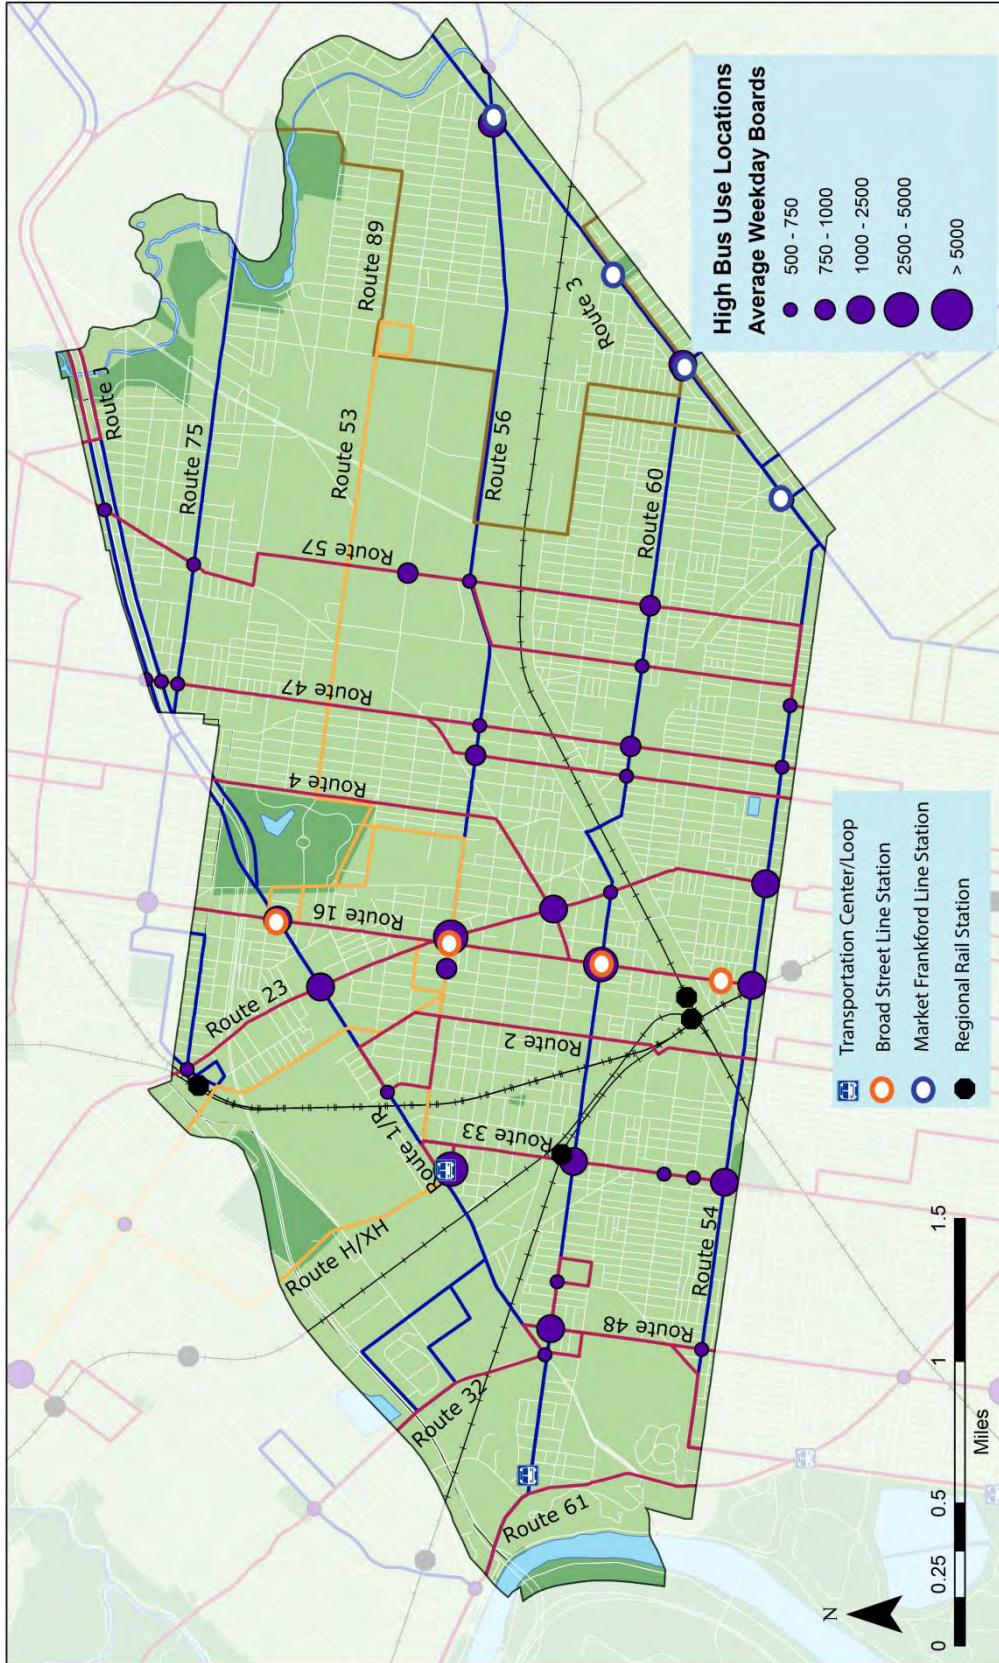 Route J
Route 75
Route 89
Route 53
Route 3
Route 56
Route 57
Route 60
Route 47
Route 4
Route 16
Route 23
Route 2
Route 1/R
Route 33
Route H/XH
Route 54
Route 48
Route 32
Route 61
High Bus Use Locations
Average Weekday Boards
500 - 750
750 - 1000
1000 - 2500
2500 - 5000
> 5000
Transportation Center/Loop
Broad Street Line Station
Market Frankford Line Station
Regional Rail Station
N
0 0.25 0.5 1 1.5
Miles